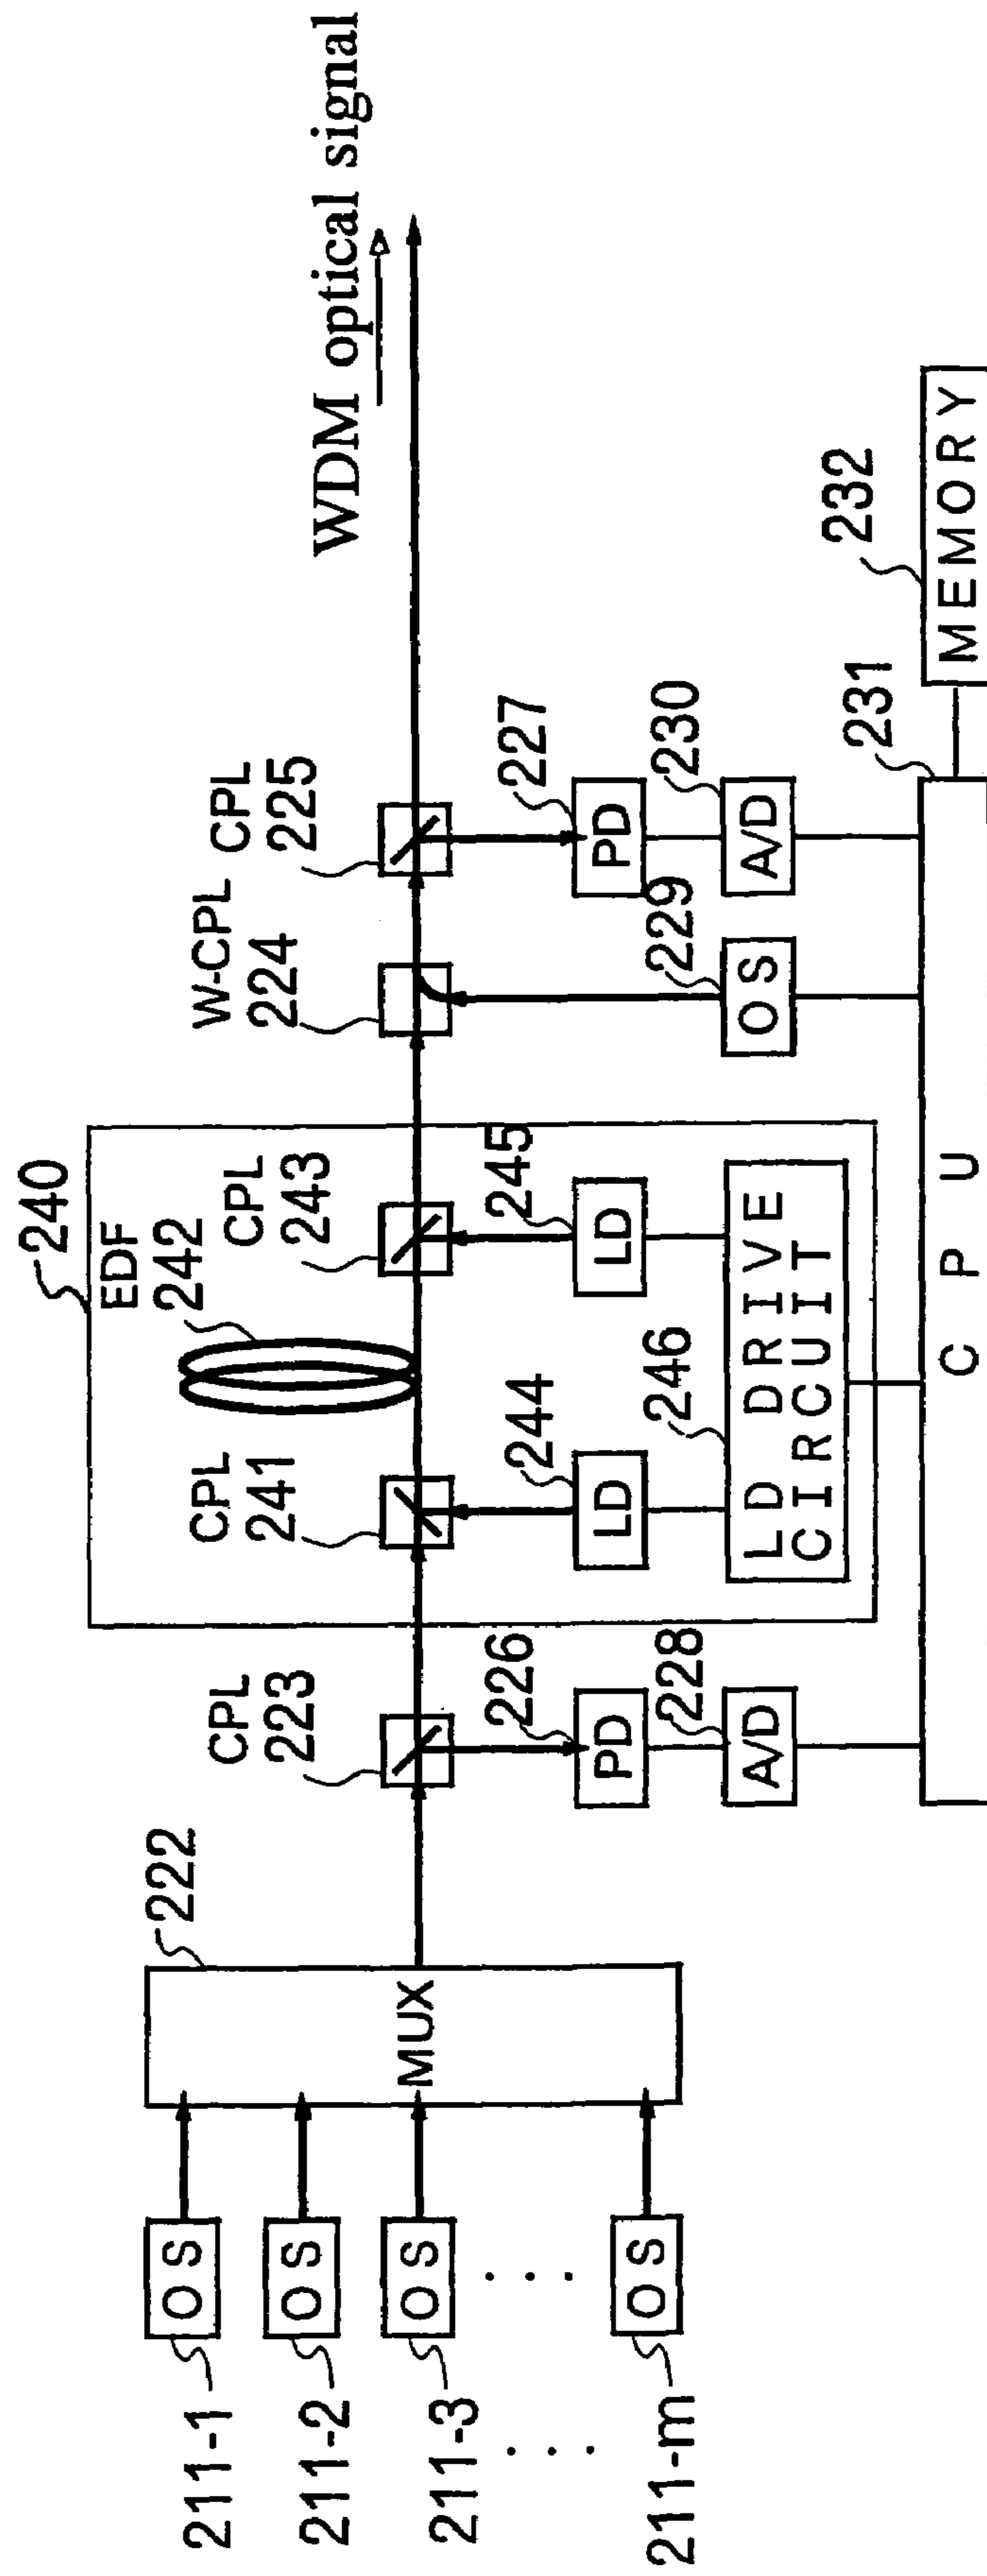 WDM optical signal
240
EDF
242
CPL
243
CPL
241
W-CPL
224
CPL
225
CPL
223
222
MUX
OS
OS
OS
...
OS
211-1
211-2
211-3
...
211-m
226
PD
228
A/D
244
LD
245
LD
246
LD DRIVE
CIRCUIT
229
OS
227
PD
230
A/D
231
CPU
232
MEMORY